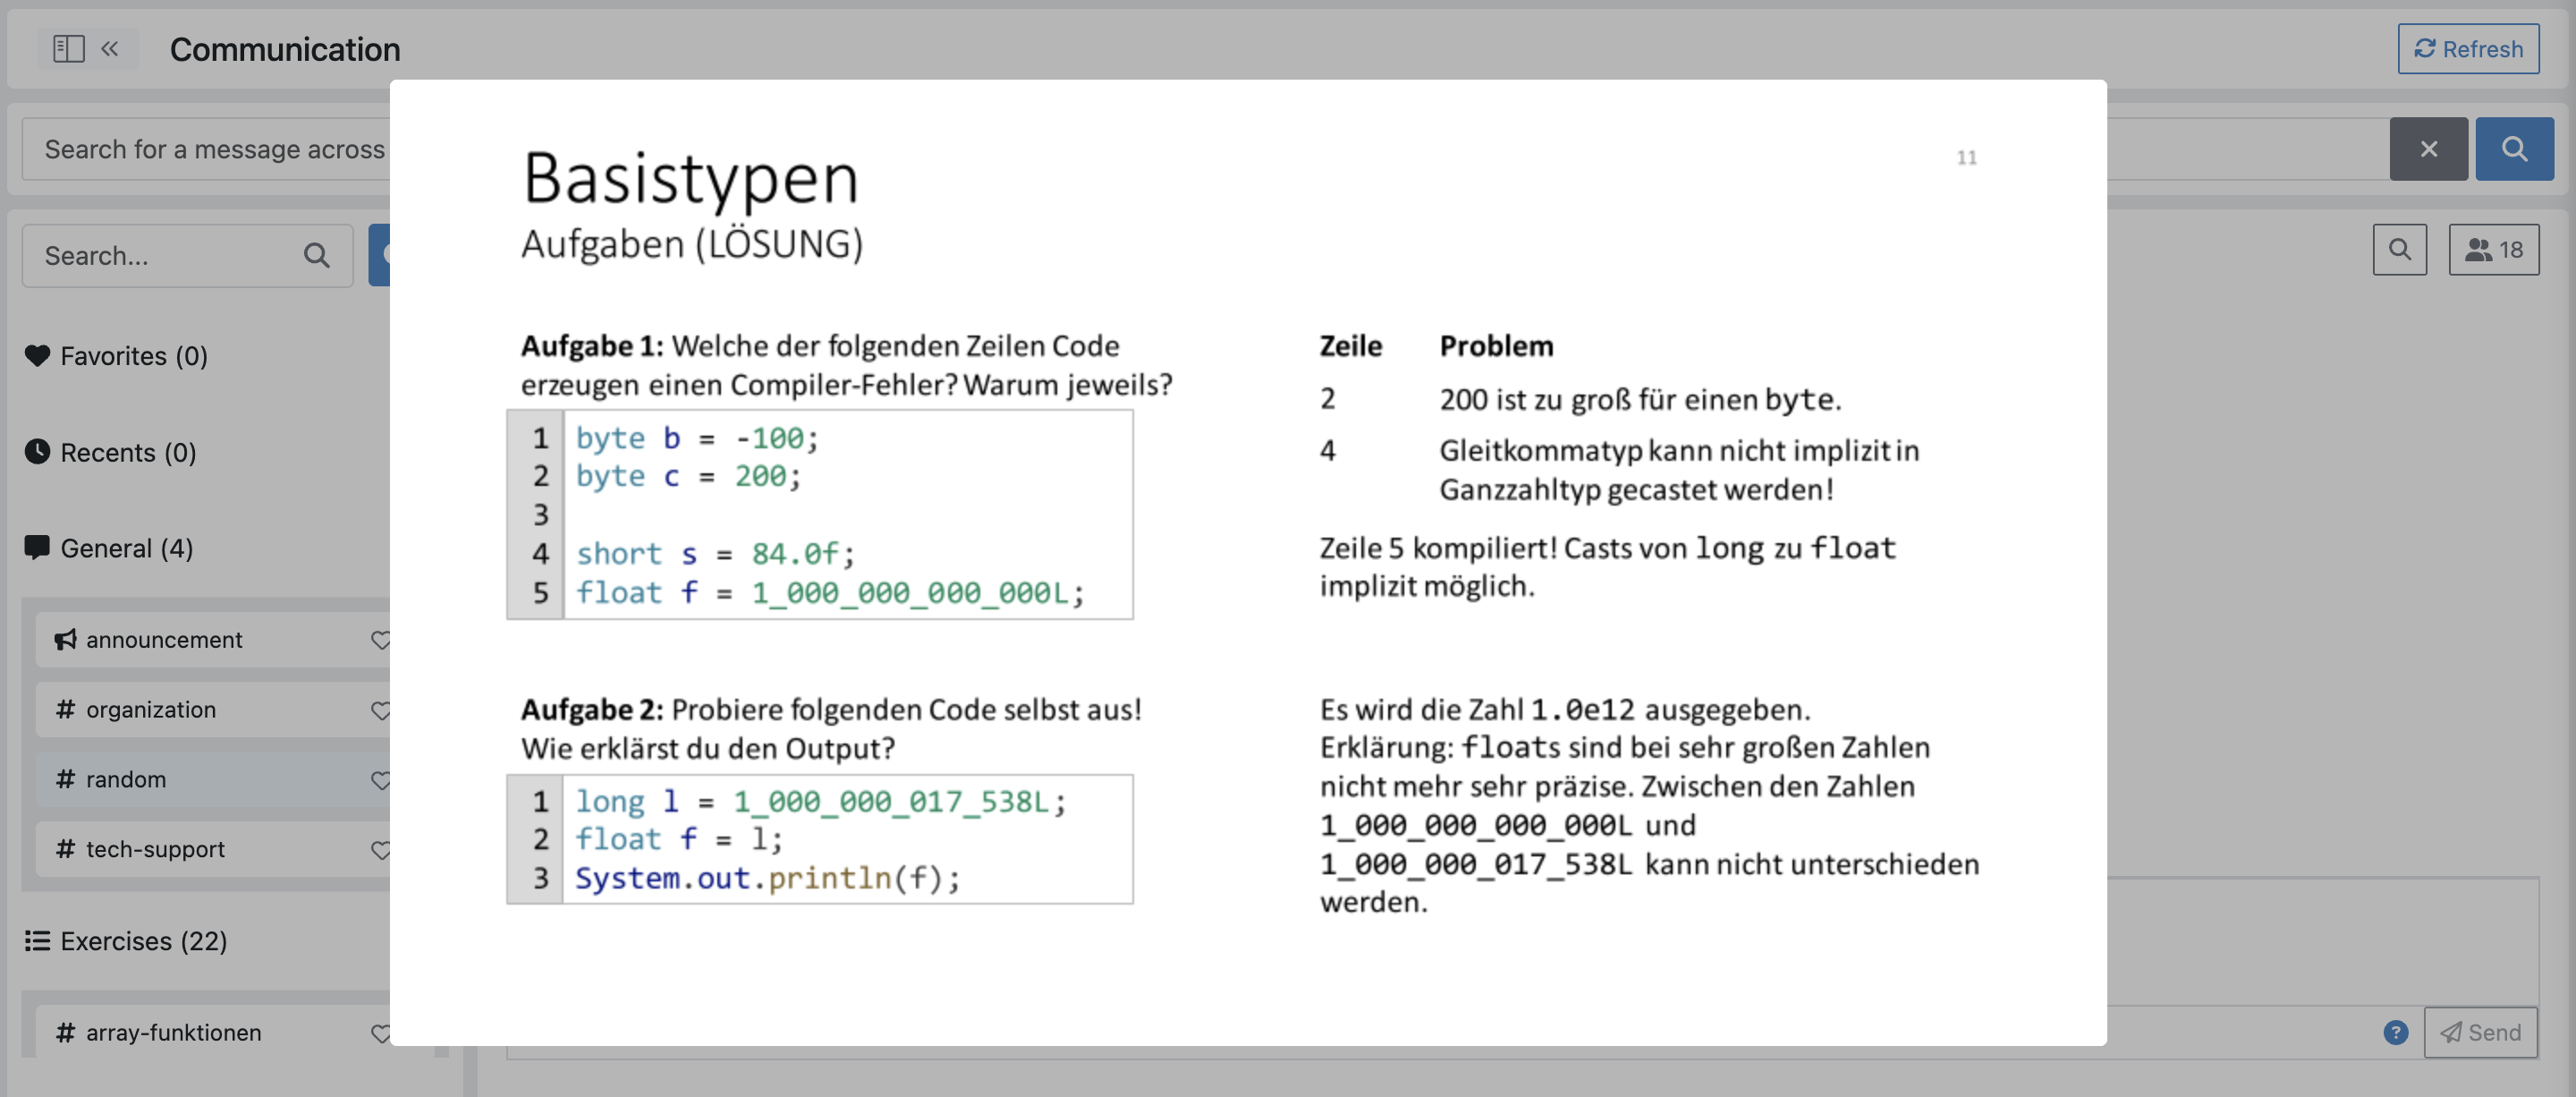 Communication
Refresh
Search for a message across
Search...
18
Favorites (0)
Recents (0)
General (4)
announcement
# organization
# random
# tech-support
Exercises (22)
# array-funktionen
11
Basistypen
Aufgaben (LÖSUNG)
Aufgabe 1: Welche der folgenden Zeilen Code
erzeugen einen Compiler-Fehler? Warum jeweils?
1 byte b = -100;
2 byte c = 200;
3
4 short s = 84.0f;
5 float f = 1_000_000_000_000L;
Zeile Problem
2 200 ist zu groß für einen byte.
4 Gleitkommatyp kann nicht implizit in
Ganzzahltyp gecastet werden!
Zeile 5 kompiliert! Casts von long zu float
implizit möglich.
Aufgabe 2: Probiere folgenden Code selbst aus!
Wie erklärst du den Output?
1 long l = 1_000_000_017_538L;
2 float f = l;
3 System.out.println(f);
Es wird die Zahl 1.0e12 ausgegeben.
Erklärung: floats sind bei sehr großen Zahlen
nicht mehr sehr präzise. Zwischen den Zahlen
1_000_000_000_000L und
1_000_000_017_538L kann nicht unterschieden
werden.
? Send